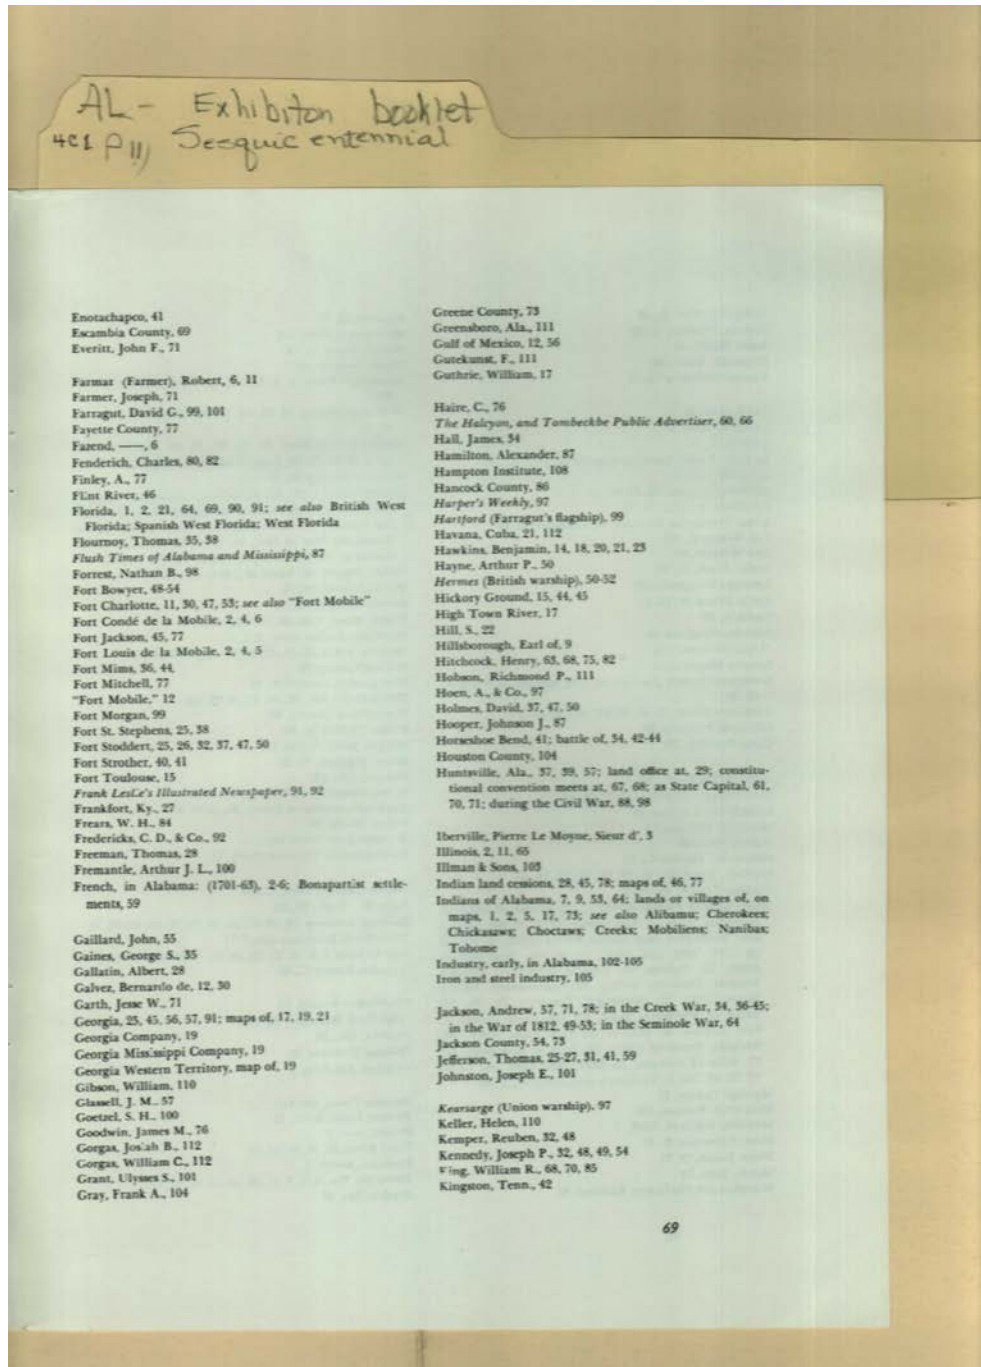 AL- Exhibiton booklet
4c1 P11, Sesquicentennial
Enotachapco, 41
Escambia County, 69
Everitt, John F., 71
Farmar (Farmer), Robert, 6, 11
Farmer, Joseph, 71
Farragut, David G., 99, 101
Fayette County, 77
Fazend, ——, 6
Fenderich, Charles, 80, 82
Finley, A., 77
Flint River, 46
Florida, 1, 2, 21, 64, 69, 90, 91; see also British West
Florida; Spanish West Florida; West Florida
Flournoy, Thomas, 35, 38
Flush Times of Alabama and Mississippi, 87
Forrest, Nathan B., 98
Fort Bowyer, 48-54
Fort Charlotte, 11, 30, 47, 53; see also "Fort Mobile"
Fort Condé de la Mobile, 2, 4, 6
Fort Jackson, 45, 77
Fort Louis de la Mobile, 2, 4, 5
Fort Mims, 36, 44,
Fort Mitchell, 77
"Fort Mobile," 12
Fort Morgan, 99
Fort St. Stephens, 25, 38
Fort Stoddert, 25, 26, 32, 37, 47, 50
Fort Strother, 40, 41
Fort Toulouse, 15
Frank Leslie's Illustrated Newspaper, 91, 92
Frankfort, Ky., 27
Frears, W. H., 84
Fredericks, C. D., & Co., 92
Freeman, Thomas, 28
Fremantle, Arthur J. L., 100
French, in Alabama: (1701-63), 2-6; Bonapartist settle-
ments, 59
Gaillard, John, 55
Gaines, George S., 35
Gallatin, Albert, 28
Galvez, Bernardo de, 12, 30
Garth, Jesse W., 71
Georgia, 25, 45, 56, 57, 91; maps of, 17, 19, 21
Georgia Company, 19
Georgia Mississippi Company, 19
Georgia Western Territory, map of, 19
Gibson, William, 110
Glassell, J. M., 57
Goetzel, S. H., 100
Goodwin, James M., 76
Gorgas, Josiah B., 112
Gorgas, William C., 112
Grant, Ulysses S., 101
Gray, Frank A., 104
Greene County, 73
Greensboro, Ala., 111
Gulf of Mexico, 12, 56
Gutekunst, F., 111
Guthrie, William, 17
Haire, C., 76
The Halcyon, and Tombeckbe Public Advertiser, 60, 66
Hall, James, 34
Hamilton, Alexander, 87
Hampton Institute, 108
Hancock County, 86
Harper's Weekly, 97
Hartford (Farragut's flagship), 99
Havana, Cuba, 21, 112
Hawkins, Benjamin, 14, 18, 20, 21, 23
Hayne, Arthur P., 50
Hermes (British warship), 50-52
Hickory Ground, 15, 44, 45
High Town River, 17
Hill, S., 22
Hillsborough, Earl of, 9
Hitchcock, Henry, 63, 68, 75, 82
Hobson, Richmond P., 111
Hoen, A., & Co., 97
Holmes, David, 37, 47, 50
Hooper, Johnson J., 87
Horseshoe Bend, 41; battle of, 34, 42-44
Houston County, 104
Huntsville, Ala., 37, 39, 57; land office at, 29; constitu-
tional convention meets at, 67, 68; as State Capital, 61,
70, 71; during the Civil War, 88, 98
Iberville, Pierre Le Moyne, Sieur d', 3
Illinois, 2, 11, 65
Illman & Sons, 103
Indian land cessions, 28, 45, 78; maps of, 46, 77
Indians of Alabama, 7, 9, 53, 64; lands or villages of, on
maps, 1, 2, 5, 17, 73; see also Alibamu; Cherokees;
Chickasaws; Choctaws; Creeks; Mobiliens; Nanibas;
Tohome
Industry, early, in Alabama, 102-105
Iron and steel industry, 105
Jackson, Andrew, 57, 71, 78; in the Creek War, 34, 36-45;
in the War of 1812, 49-53; in the Seminole War, 64
Jackson County, 54, 73
Jefferson, Thomas, 25-27, 31, 41, 59
Johnston, Joseph E., 101
Kearsarge (Union warship), 97
Keller, Helen, 110
Kemper, Reuben, 32, 48
Kennedy, Joseph P., 32, 48, 49, 54
King, William R., 68, 70, 85
Kingston, Tenn., 42
69